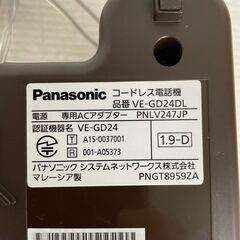 Panasonic コードレス電話機
品番 VE-GD24DL
電源 専用ACアダプター PNLV247JP
認証機器名 VE-GD24
T A15-0037001
R 001-A05373
1.9-D
パナソニック システムネットワークス株式会社
マレーシア製 PNGT8959ZA